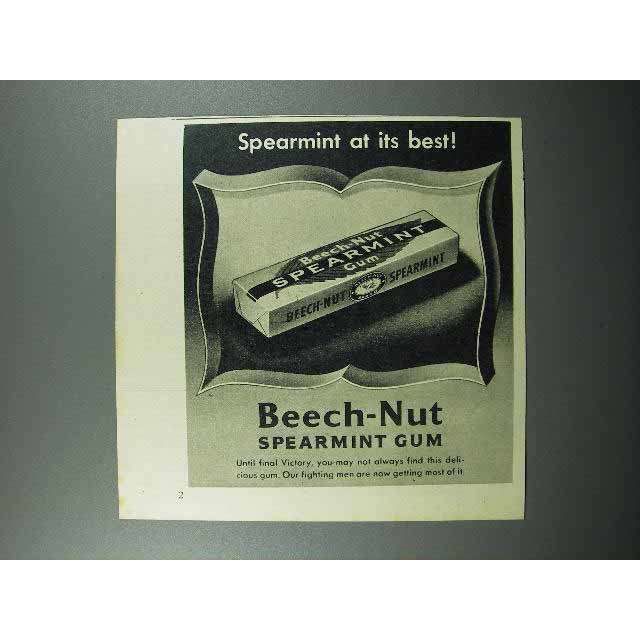 Spearmint at its best!
Beech-Nut
SPEARMINT
Gum
BEECH-NUT SPEARMINT
Beech-Nut
SPEARMINT GUM
Until final Victory, you may not always find this deli-
cious gum. Our fighting men are now getting most of it.
2